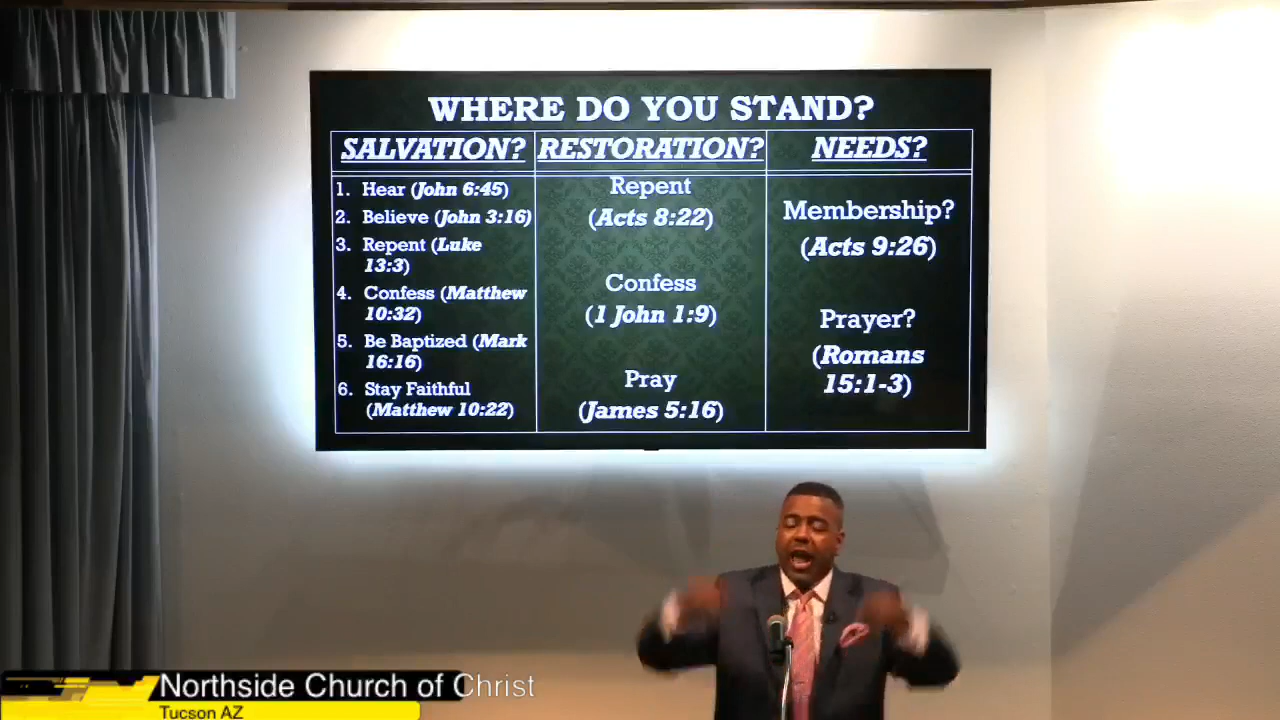 WHERE DO YOU STAND?
SALVATION?
1. Hear (John 6:45)
2. Believe (John 3:16)
3. Repent (Luke
13:3)
4. Confess (Matthew
10:32)
5. Be Baptized (Mark
16:16)
6. Stay Faithful
(Matthew 10:22)
RESTORATION?
Repent
(Acts 8:22)
Confess
(1 John 1:9)
Pray
(James 5:16)
NEEDS?
Membership?
(Acts 9:26)
Prayer?
(Romans
15:1-3)
Northside Church of Christ
Tucson AZ